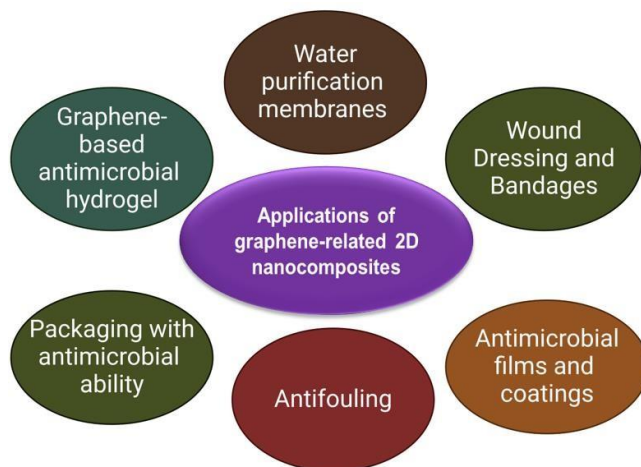 Water
purification
membranes
Graphene-
based
antimicrobial
hydrogel
Wound
Dressing and
Bandages
Applications of
graphene-related 2D
nanocomposites
Packaging with
antimicrobial
ability
Antifouling
Antimicrobial
films and
coatings